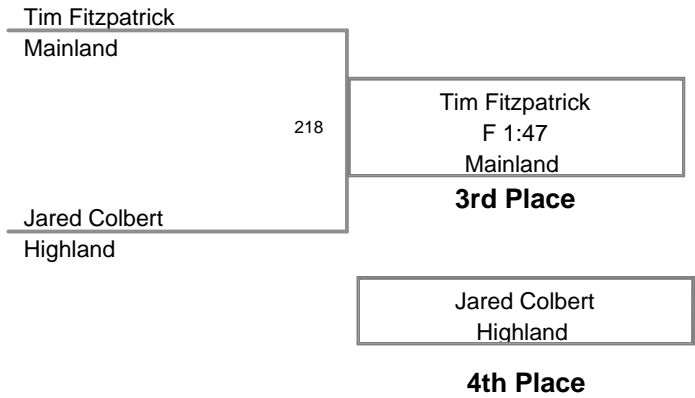 Tim Fitzpatrick
Mainland
218
Tim Fitzpatrick
F 1:47
Mainland
3rd Place
Jared Colbert
Highland
Jared Colbert
Highland
4th Place